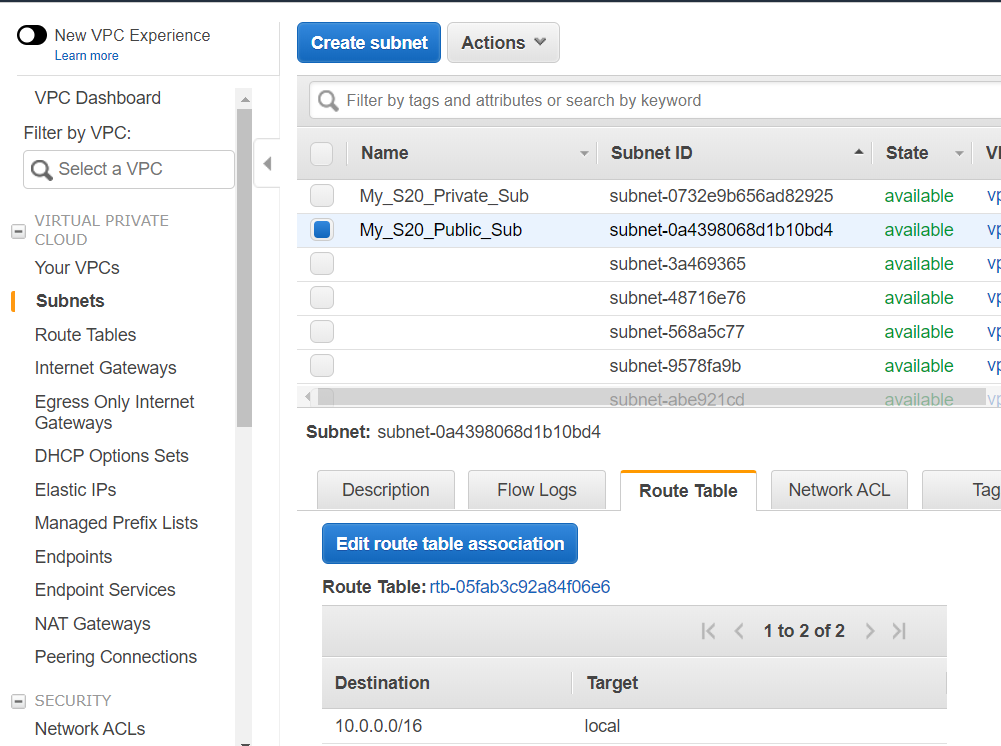 New VPC Experience
Learn more
VPC Dashboard
Filter by VPC:
Select a VPC
VIRTUAL PRIVATE
CLOUD
Your VPCs
Subnets
Route Tables
Internet Gateways
Egress Only Internet
Gateways
DHCP Options Sets
Elastic IPs
Managed Prefix Lists
Endpoints
Endpoint Services
NAT Gateways
Peering Connections
SECURITY
Network ACLs
Create subnet Actions
Filter by tags and attributes or search by keyword
Name Subnet ID State
My_S20_Private_Sub subnet-0732e9b656ad82925 available vp
My_S20_Public_Sub subnet-0a4398068d1b10bd4 available vp
subnet-3a469365 available vp
subnet-48716e76 available vp
subnet-568a5c77 available vp
subnet-9578fa9b available vp
subnet-abe921cd available vp
Subnet: subnet-0a4398068d1b10bd4
Description Flow Logs Route Table Network ACL Tag
Edit route table association
Route Table: rtb-05fab3c92a84f06e6
1 to 2 of 2
Destination Target
10.0.0.0/16 local